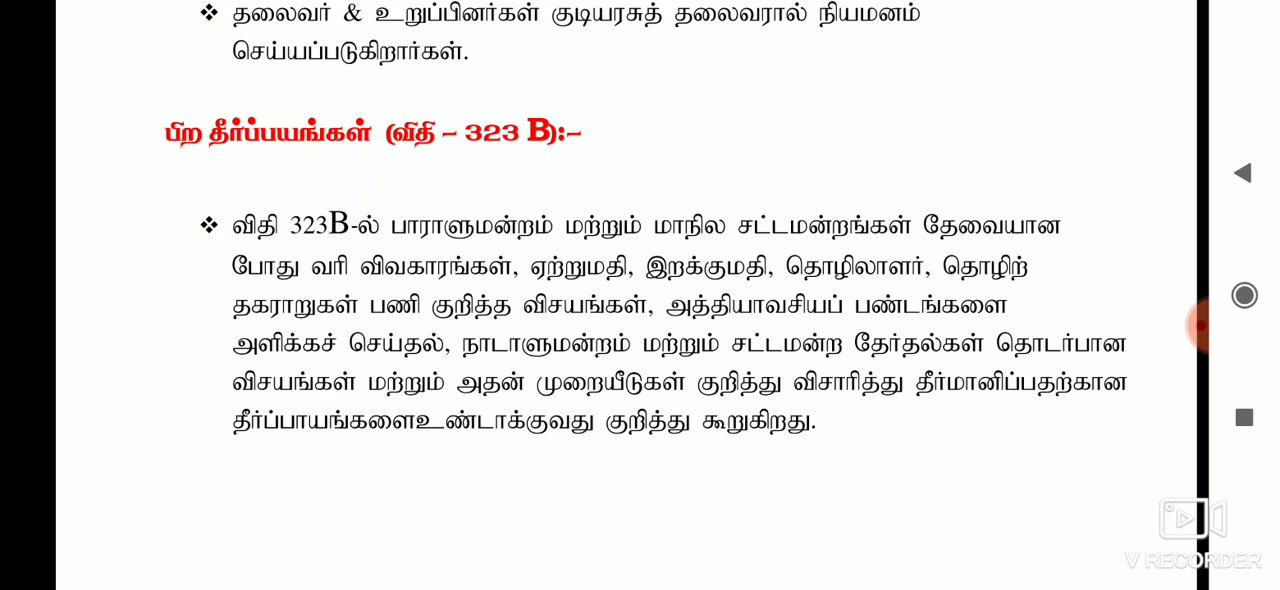 ❖ தலைவர் & உறுப்பினர்கள் குடியரசுத் தலைவரால் நியமனம்
செய்யப்படுகிறார்கள்.
பிற தீர்ப்பயங்கள் (விதி – 323 B):-
❖ விதி 323B-ல் பாராளுமன்றம் மற்றும் மாநில சட்டமன்றங்கள் தேவையான
போது வரி விவகாரங்கள், ஏற்றுமதி, இறக்குமதி, தொழிலாளர், தொழிற்
தகராறுகள் பணி குறித்த விசயங்கள், அத்தியாவசியப் பண்டங்களை
அளிக்கச் செய்தல், நாடாளுமன்றம் மற்றும் சட்டமன்ற தேர்தல்கள் தொடர்பான
விசயங்கள் மற்றும் அதன் முறையீடுகள் குறித்து விசாரித்து தீர்மானிப்பதற்கான
தீர்ப்பாயங்களைஉண்டாக்குவது குறித்து கூறுகிறது.
V RECORDER